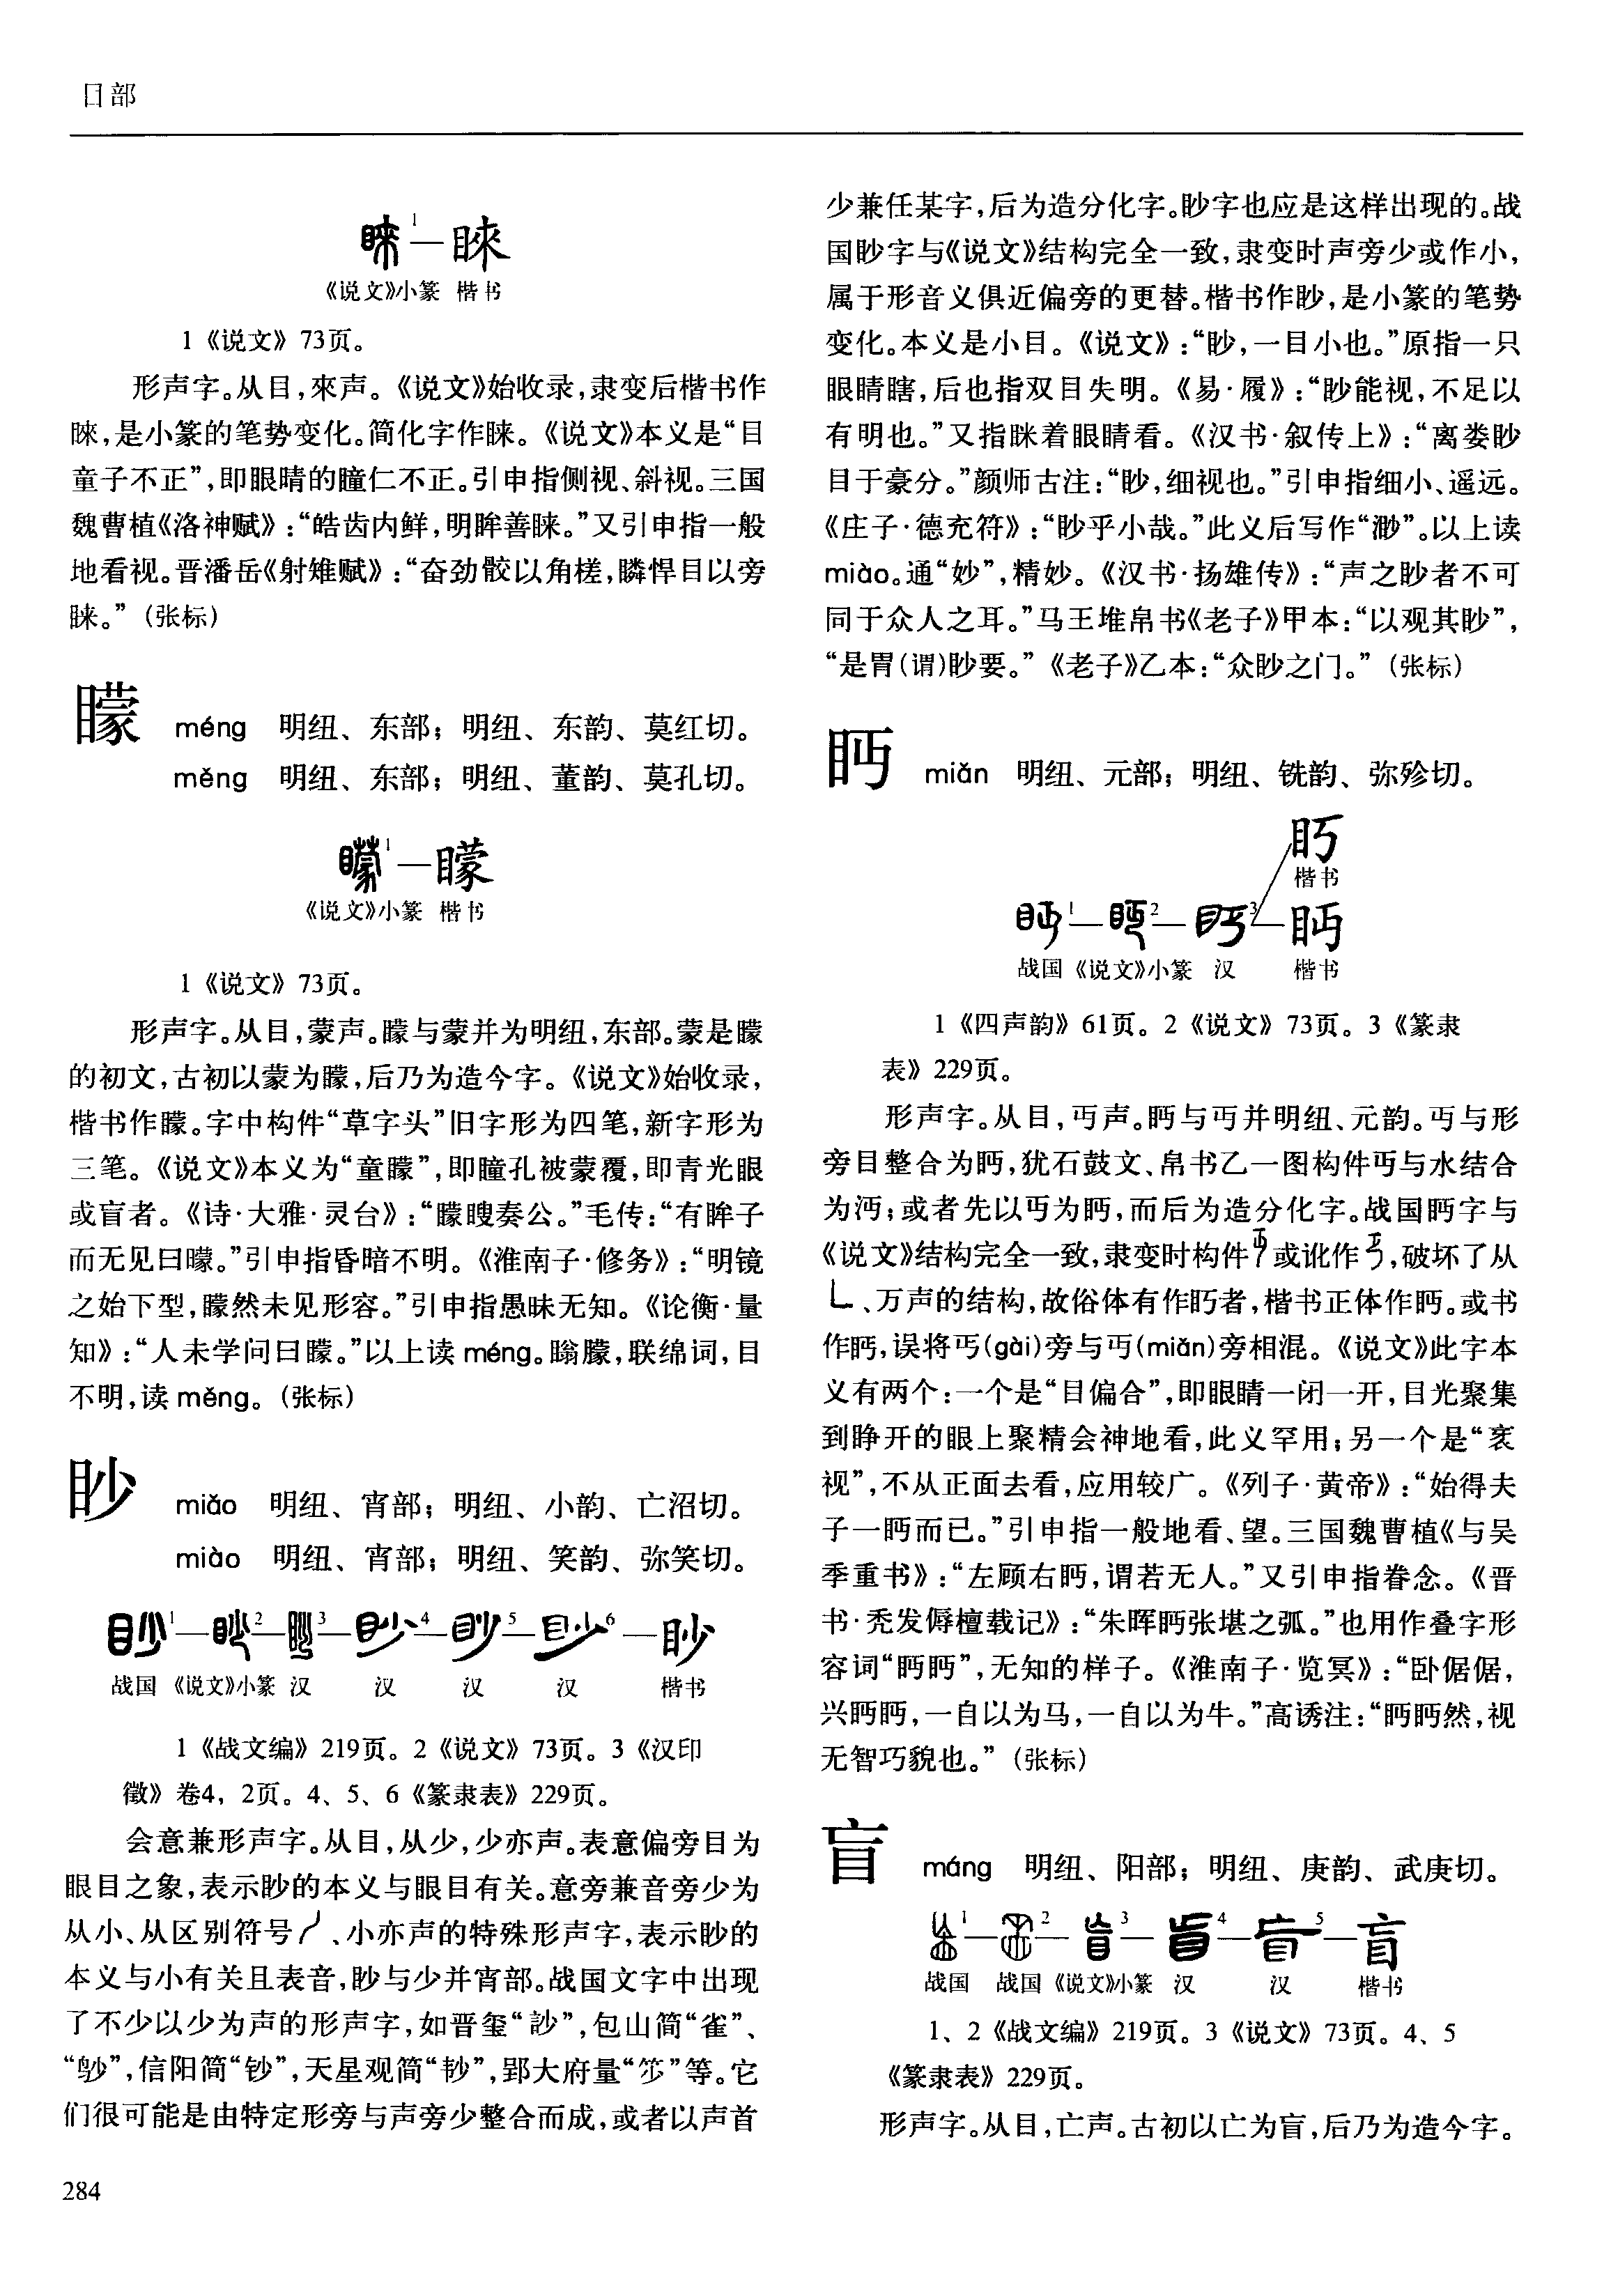 目部
睞¹—睞
《说文》小篆 楷书
1《说文》73页。
形声字。从目，來声。《说文》始收录，隶变后楷书作
睞，是小篆的笔势变化。简化字作睐。《说文》本义是“目
童子不正”，即眼睛的瞳仁不正。引申指侧视、斜视。三国
魏曹植《洛神赋》：“皓齿内鲜，明眸善睐。”又引申指一般
地看视。晋潘岳《射雉赋》：“奋劲骹以角槎，瞵悍目以旁
睐。”（张标）
矇 méng 明纽、东部；明纽、东韵、莫红切。
měng 明纽、东部；明纽、董韵、莫孔切。
矇¹—矇
《说文》小篆 楷书
1《说文》73页。
形声字。从目，蒙声。矇与蒙并为明纽，东部。蒙是矇
的初文，古初以蒙为矇，后乃为造今字。《说文》始收录，
楷书作矇。字中构件“草字头”旧字形为四笔，新字形为
三笔。《说文》本义为“童矇”，即瞳孔被蒙覆，即青光眼
或盲者。《诗·大雅·灵台》：“矇瞍奏公。”毛传：“有眸子
而无见曰矇。”引申指昏暗不明。《淮南子·修务》：“明镜
之始下型，矇然未见形容。”引申指愚昧无知。《论衡·量
知》：“人未学问曰矇。”以上读 méng。瞈矇，联绵词，目
不明，读 měng。（张标）
眇 miǎo 明纽、宵部；明纽、小韵、亡沼切。
miào 明纽、宵部；明纽、笑韵、弥笑切。
眇¹—眇²—眇³—眇⁴—眇⁵—眇⁶—眇
战国 《说文》小篆 汉 汉 汉 汉 楷书
1《战文编》219页。2《说文》73页。3《汉印
徵》卷4，2页。4、5、6《篆隶表》229页。
会意兼形声字。从目，从少，少亦声。表意偏旁目为
眼目之象，表示眇的本义与眼目有关。意旁兼音旁少为
从小、从区别符号、小亦声的特殊形声字，表示眇的
本义与小有关且表音，眇与少并宵部。战国文字中出现
了不少以少为声的形声字，如晋玺“訬”，包山简“雀”、
“”，信阳简“钞”，天星观简“”，郢大府量“”等。它
们很可能是由特定形旁与声旁少整合而成，或者以声首
少兼任某字，后为造分化字。眇字也应是这样出现的。战
国眇字与《说文》结构完全一致，隶变时声旁少或作小，
属于形音义俱近偏旁的更替。楷书作眇，是小篆的笔势
变化。本义是小目。《说文》：“眇，一目小也。”原指一只
眼睛瞎，后也指双目失明。《易·履》：“眇能视，不足以
有明也。”又指眯着眼睛看。《汉书·叙传上》：“离娄眇
目于豪分。”颜师古注：“眇，细视也。”引申指细小、遥远。
《庄子·德充符》：“眇乎小哉。”此义后写作“渺”。以上读
miǎo。通“妙”，精妙。《汉书·扬雄传》：“声之眇者不可
同于众人之耳。”马王堆帛书《老子》甲本：“以观其眇”，
“是胃（谓）眇要。”《老子》乙本：“众眇之门。”（张标）
眄 miǎn 明纽、元部；明纽、铣韵、弥殄切。
眄
楷书
眄¹—眄²—眄³—眄
战国 《说文》小篆 汉 楷书
1《四声韵》61页。2《说文》73页。3《篆隶
表》229页。
形声字。从目，丏声。眄与丏并明纽、元韵。丏与形
旁目整合为眄，犹石鼓文、帛书乙一图构件丏与水结合
为沔；或者先以丏为眄，而后为造分化字。战国眄字与
《说文》结构完全一致，隶变时构件或讹作，破坏了从
乚、万声的结构，故俗体有作者，楷书正体作眄。或书
作，误将丐(gài)旁与丏(miǎn)旁相混。《说文》此字本
义有两个：一个是“目偏合”，即眼睛一闭一开，目光聚集
到睁开的眼上聚精会神地看，此义罕用；另一个是“衺
视”，不从正面去看，应用较广。《列子·黄帝》：“始得夫
子一眄而已。”引申指一般地看、望。三国魏曹植《与吴
季重书》：“左顾右眄，谓若无人。”又引申指眷念。《晋
书·秃发傉檀载记》：“朱晖眄张堪之孤。”也用作叠字形
容词“眄眄”，无知的样子。《淮南子·览冥》：“卧倨倨，
兴眄眄，一自以为马，一自以为牛。”高诱注：“眄眄然，视
无智巧貌也。”（张标）
盲 máng 明纽、阳部；明纽、庚韵、武庚切。
盲¹—盲²—盲³—盲⁴—盲⁵—盲
战国 战国 《说文》小篆 汉 汉 楷书
1、2《战文编》219页。3《说文》73页。4、5
《篆隶表》229页。
形声字。从目，亡声。古初以亡为盲，后乃为造今字。
284